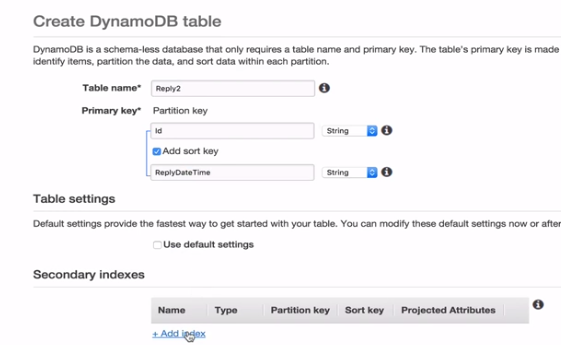 Create DynamoDB table
DynamoDB is a schema-less database that only requires a table name and primary key. The table's primary key is made
identify items, partition the data, and sort data within each partition.
Table name* Reply2
Primary key* Partition key
Id String
Add sort key
ReplyDateTime String
Table settings
Default settings provide the fastest way to get started with your table. You can modify these default settings now or after
Use default settings
Secondary indexes
Name Type Partition key Sort key Projected Attributes
+ Add index